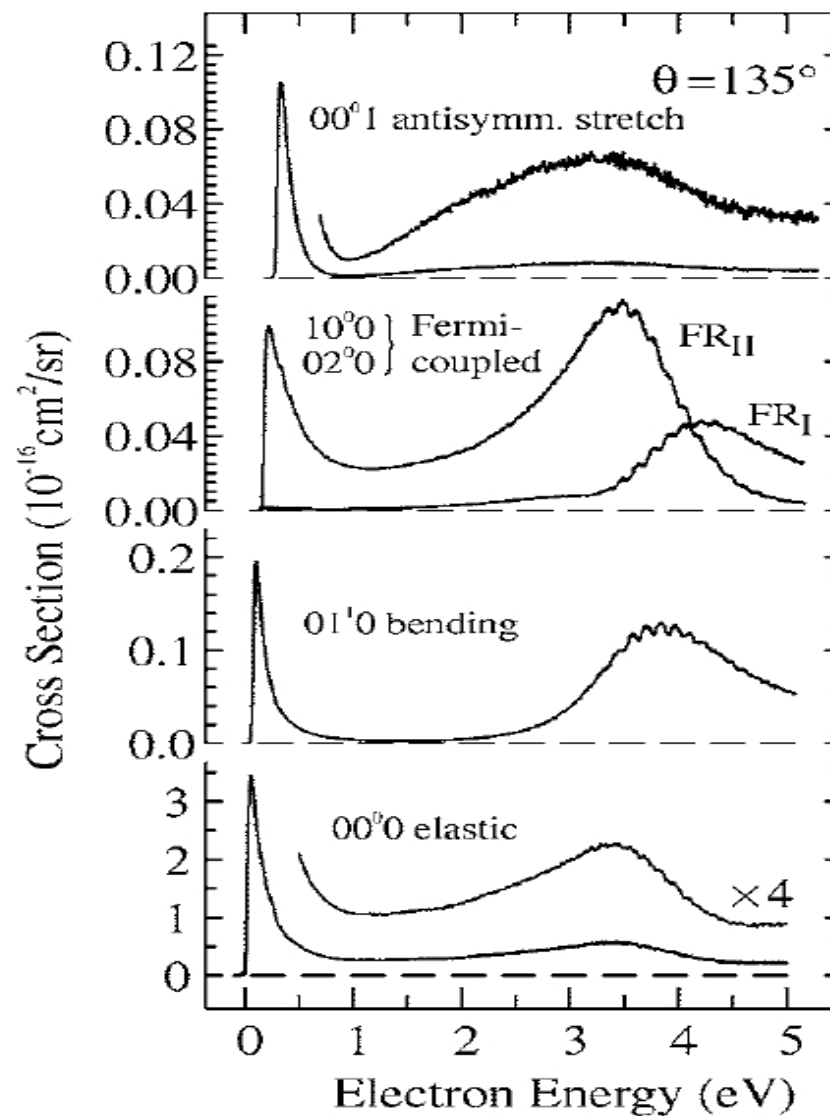 θ=135°
0.12
00⁰1 antisymm. stretch
0.08
0.04
0.00
10⁰0 } Fermi-
02⁰0 } coupled
FR_II
0.08
FR_I
0.04
0.00
0.2
01¹0 bending
0.1
0.0
3
00⁰0 elastic
2
×4
1
0
Cross Section (10⁻¹⁶cm²/sr)
0 1 2 3 4 5
Electron Energy (eV)